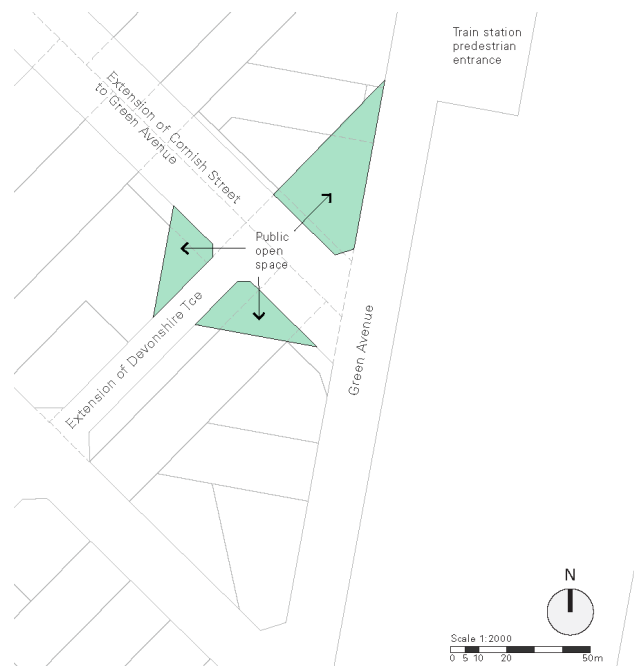 Train station
pedestrian
entrance
Extension of Cornish Street
to Green Avenue
Public
open
space
Extension of Devonshire Tce
Green Avenue
N
Scale 1:2000
0 5 10 20 50m